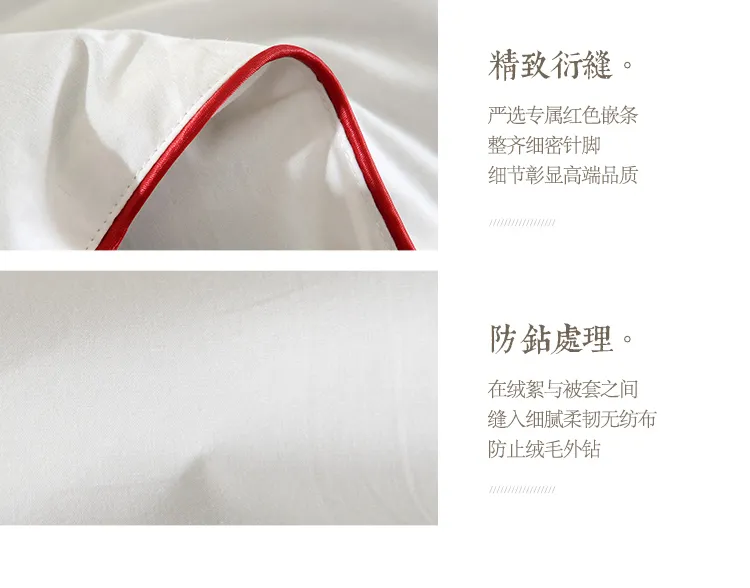 精致衍縫。
严选专属红色嵌条
整齐细密针脚
细节彰显高端品质
防鉆處理。
在绒絮与被套之间
缝入细腻柔韧无纺布
防止绒毛外钻